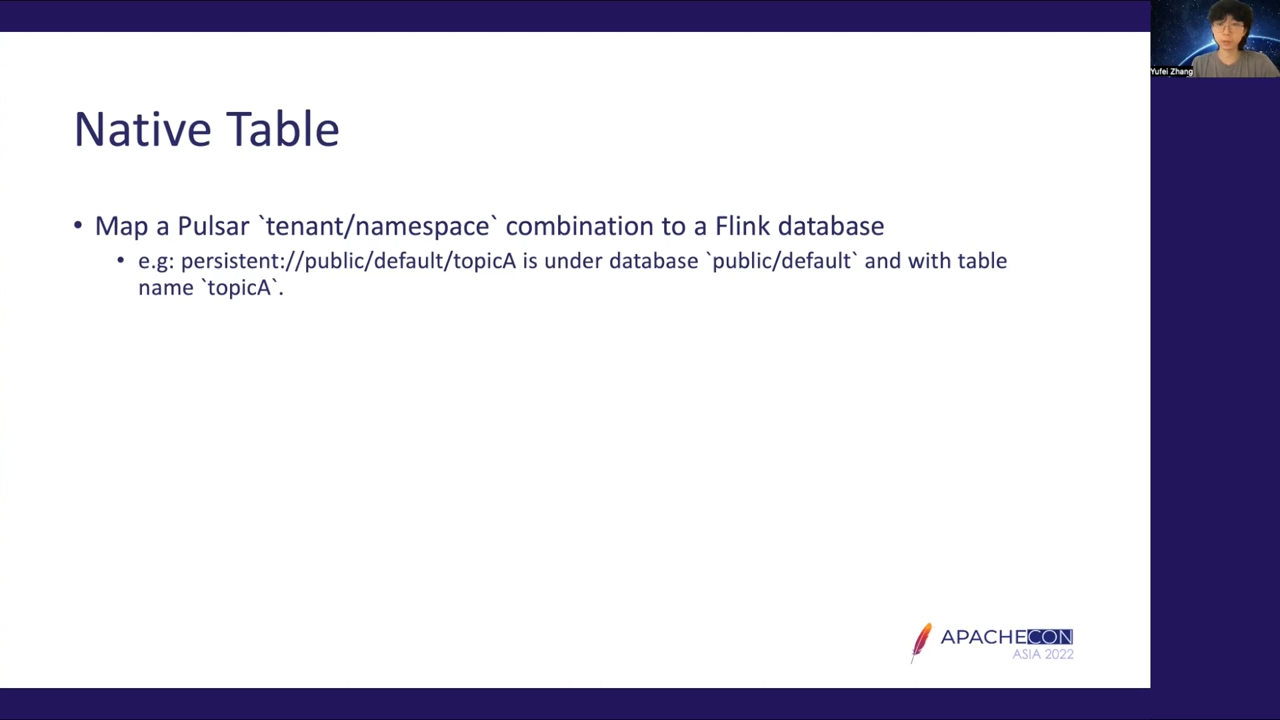 Yufei Zhang
Native Table
• Map a Pulsar `tenant/namespace` combination to a Flink database
• e.g: persistent://public/default/topicA is under database `public/default` and with table
name `topicA`.
APACHECON
ASIA 2022